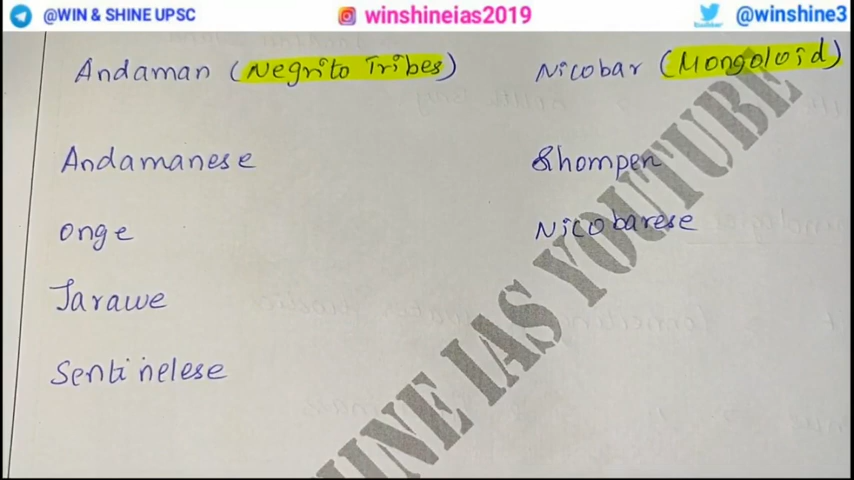 @WIN & SHINE UPSC winshineias2019 @winshine3
Andaman (Negrito Tribes) Nicobar (Mongoloid)
Andamanese Shompen
Onge Nicobarese
Jarawe
Sentinelese
SHINE IAS YOUTUBE